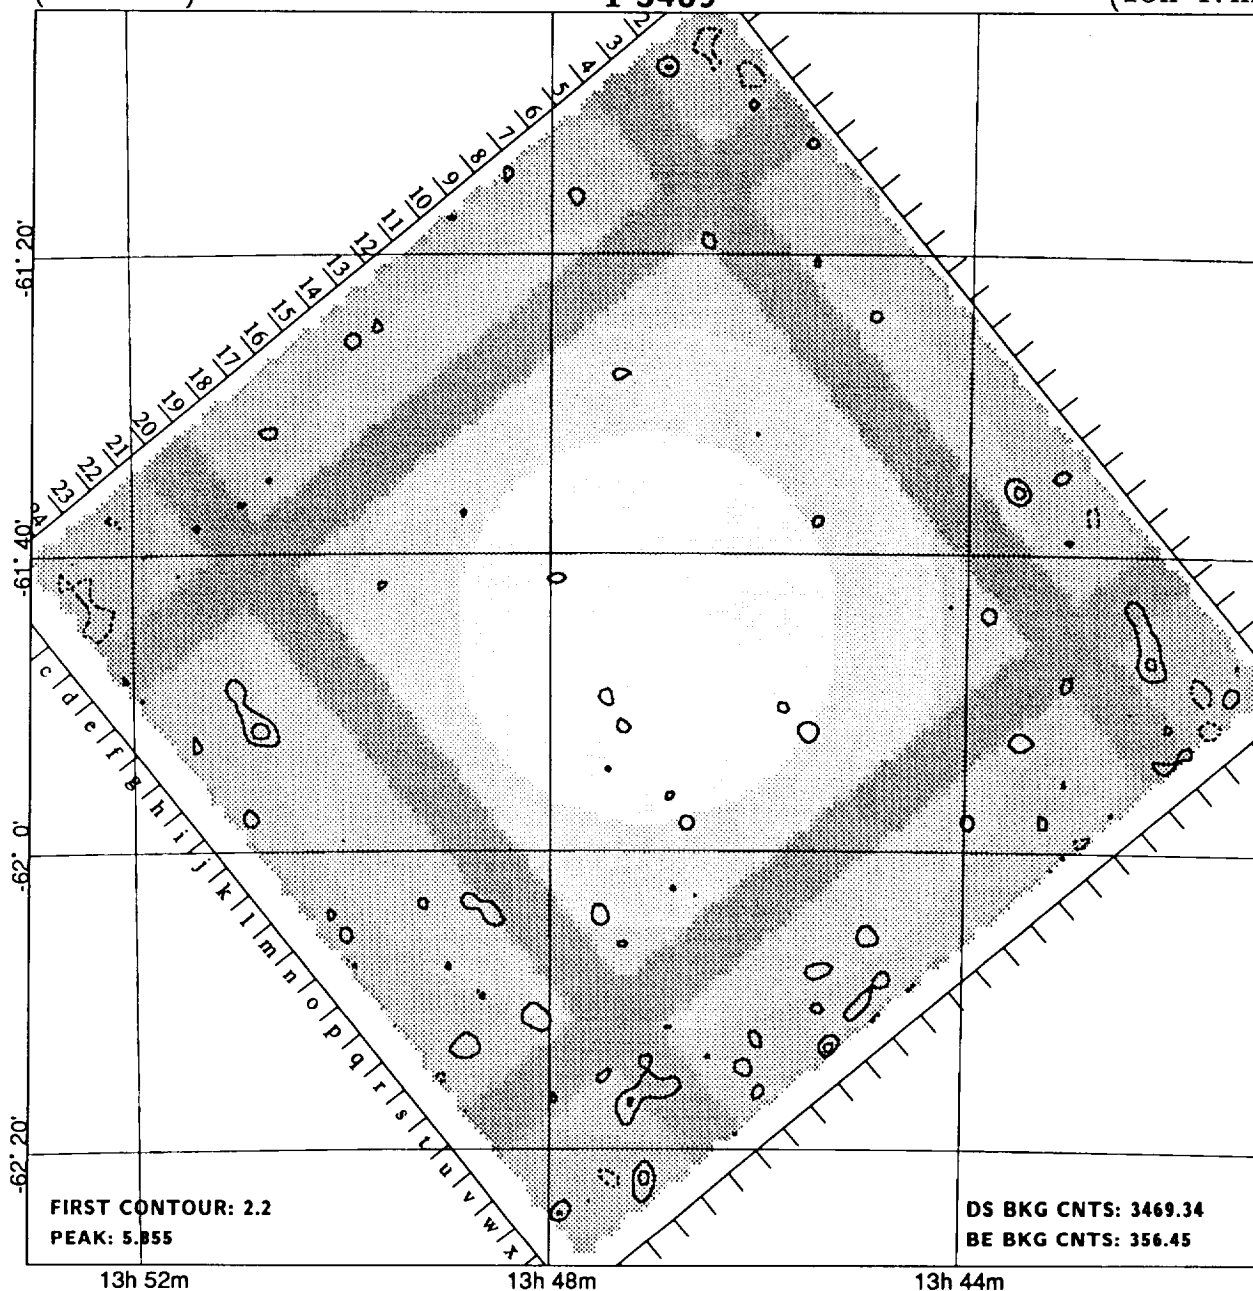 2
3
4
5
6
7
8
9
10
11
12
13
14
15
16
17
18
19
20
21
22
23
24
-61° 20'
-61° 40'
-62° 0'
-62° 20'
c
d
e
f
g
h
i
j
k
l
m
n
o
p
q
r
s
t
u
v
w
x
FIRST CONTOUR: 2.2
PEAK: 5.855
DS BKG CNTS: 3469.34
BE BKG CNTS: 356.45
13h 52m
13h 48m
13h 44m